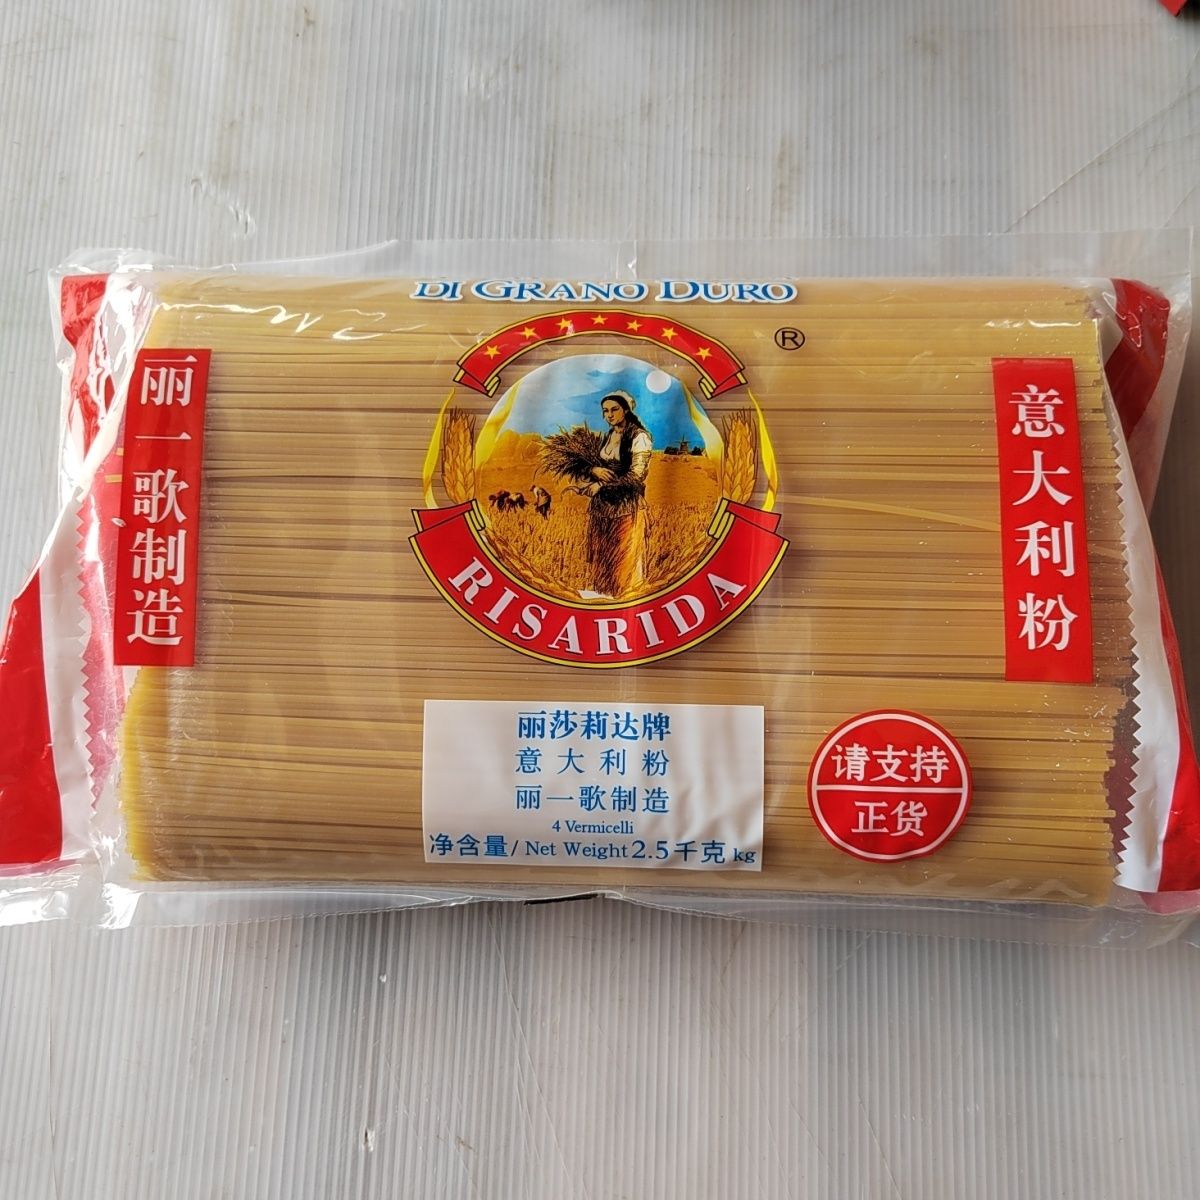 DI GRANO DURO
®
RISARIDA
丽一歌制造
意大利粉
丽莎莉达牌
意大利粉
丽一歌制造
4 Vermicelli
净含量/Net Weight 2.5千克 kg
请支持
正货